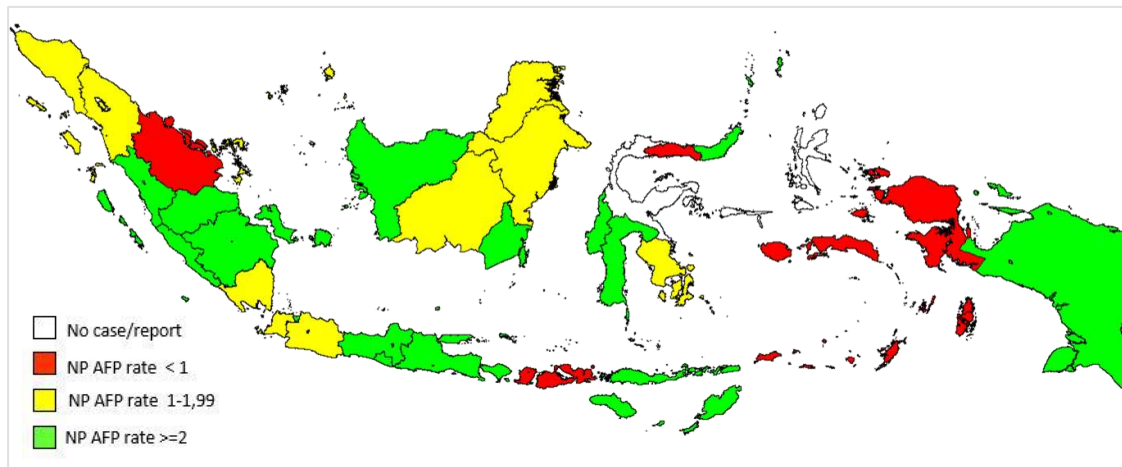 No case/report
NP AFP rate < 1
NP AFP rate 1-1,99
NP AFP rate >=2